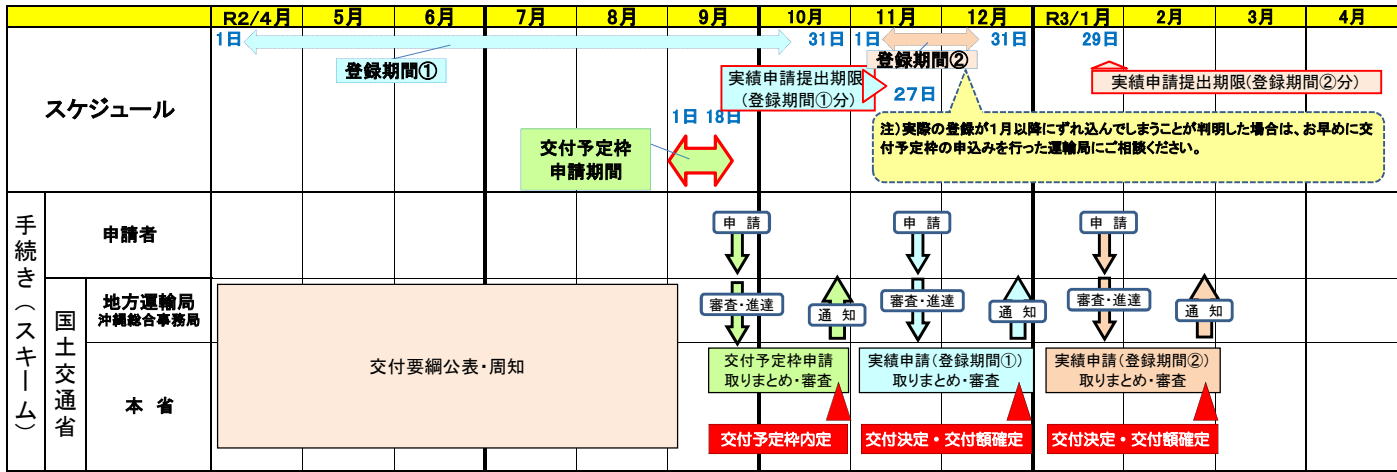 R2/4月 5月 6月 7月 8月 9月 10月 11月 12月 R3/1月 2月 3月 4月
スケジュール
1日 31日 1日 31日 29日
登録期間①
登録期間②
実績申請提出期限
(登録期間①分)
27日
実績申請提出期限(登録期間②分)
1日 18日
交付予定枠
申請期間
注)実際の登録が1月以降にずれ込んでしまうことが判明した場合は、お早めに交
付予定枠の申込みを行った運輸局にご相談ください。
手続き(スキーム)
申請者
申 請 申 請 申 請
国土交通省
地方運輸局
沖縄総合事務局
審査・進達 通 知 審査・進達 通 知 審査・進達 通 知
本 省
交付要綱公表・周知
交付予定枠申請
取りまとめ・審査
実績申請(登録期間①)
取りまとめ・審査
実績申請(登録期間②)
取りまとめ・審査
交付予定枠内定
交付決定・交付額確定
交付決定・交付額確定